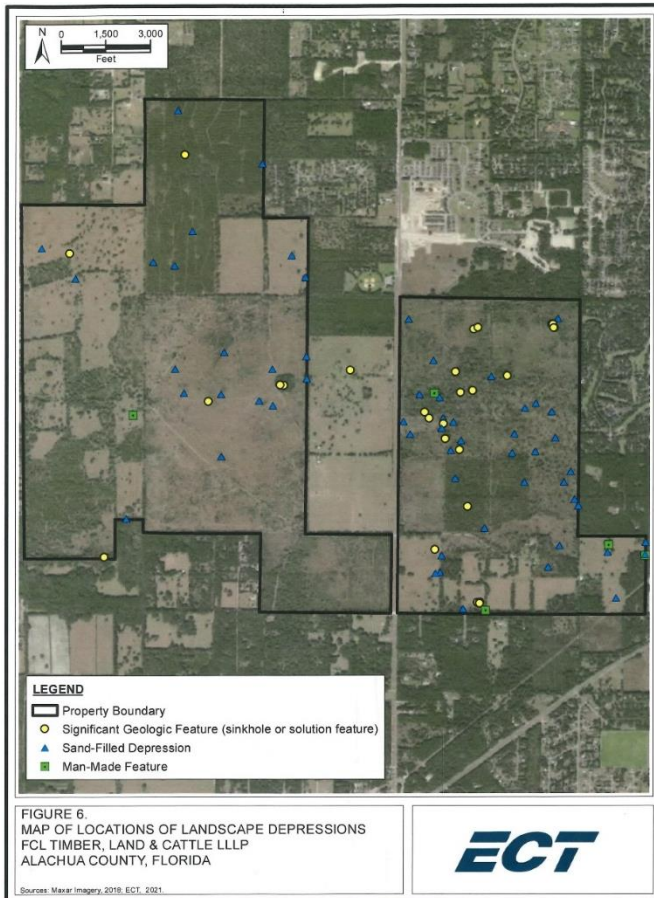 N
0 1,500 3,000
Feet
LEGEND
Property Boundary
Significant Geologic Feature (sinkhole or solution feature)
Sand-Filled Depression
Man-Made Feature
FIGURE 6.
MAP OF LOCATIONS OF LANDSCAPE DEPRESSIONS
FCL TIMBER, LAND & CATTLE LLLP
ALACHUA COUNTY, FLORIDA
Sources: Maxar Imagery, 2018; ECT, 2021.
ECT